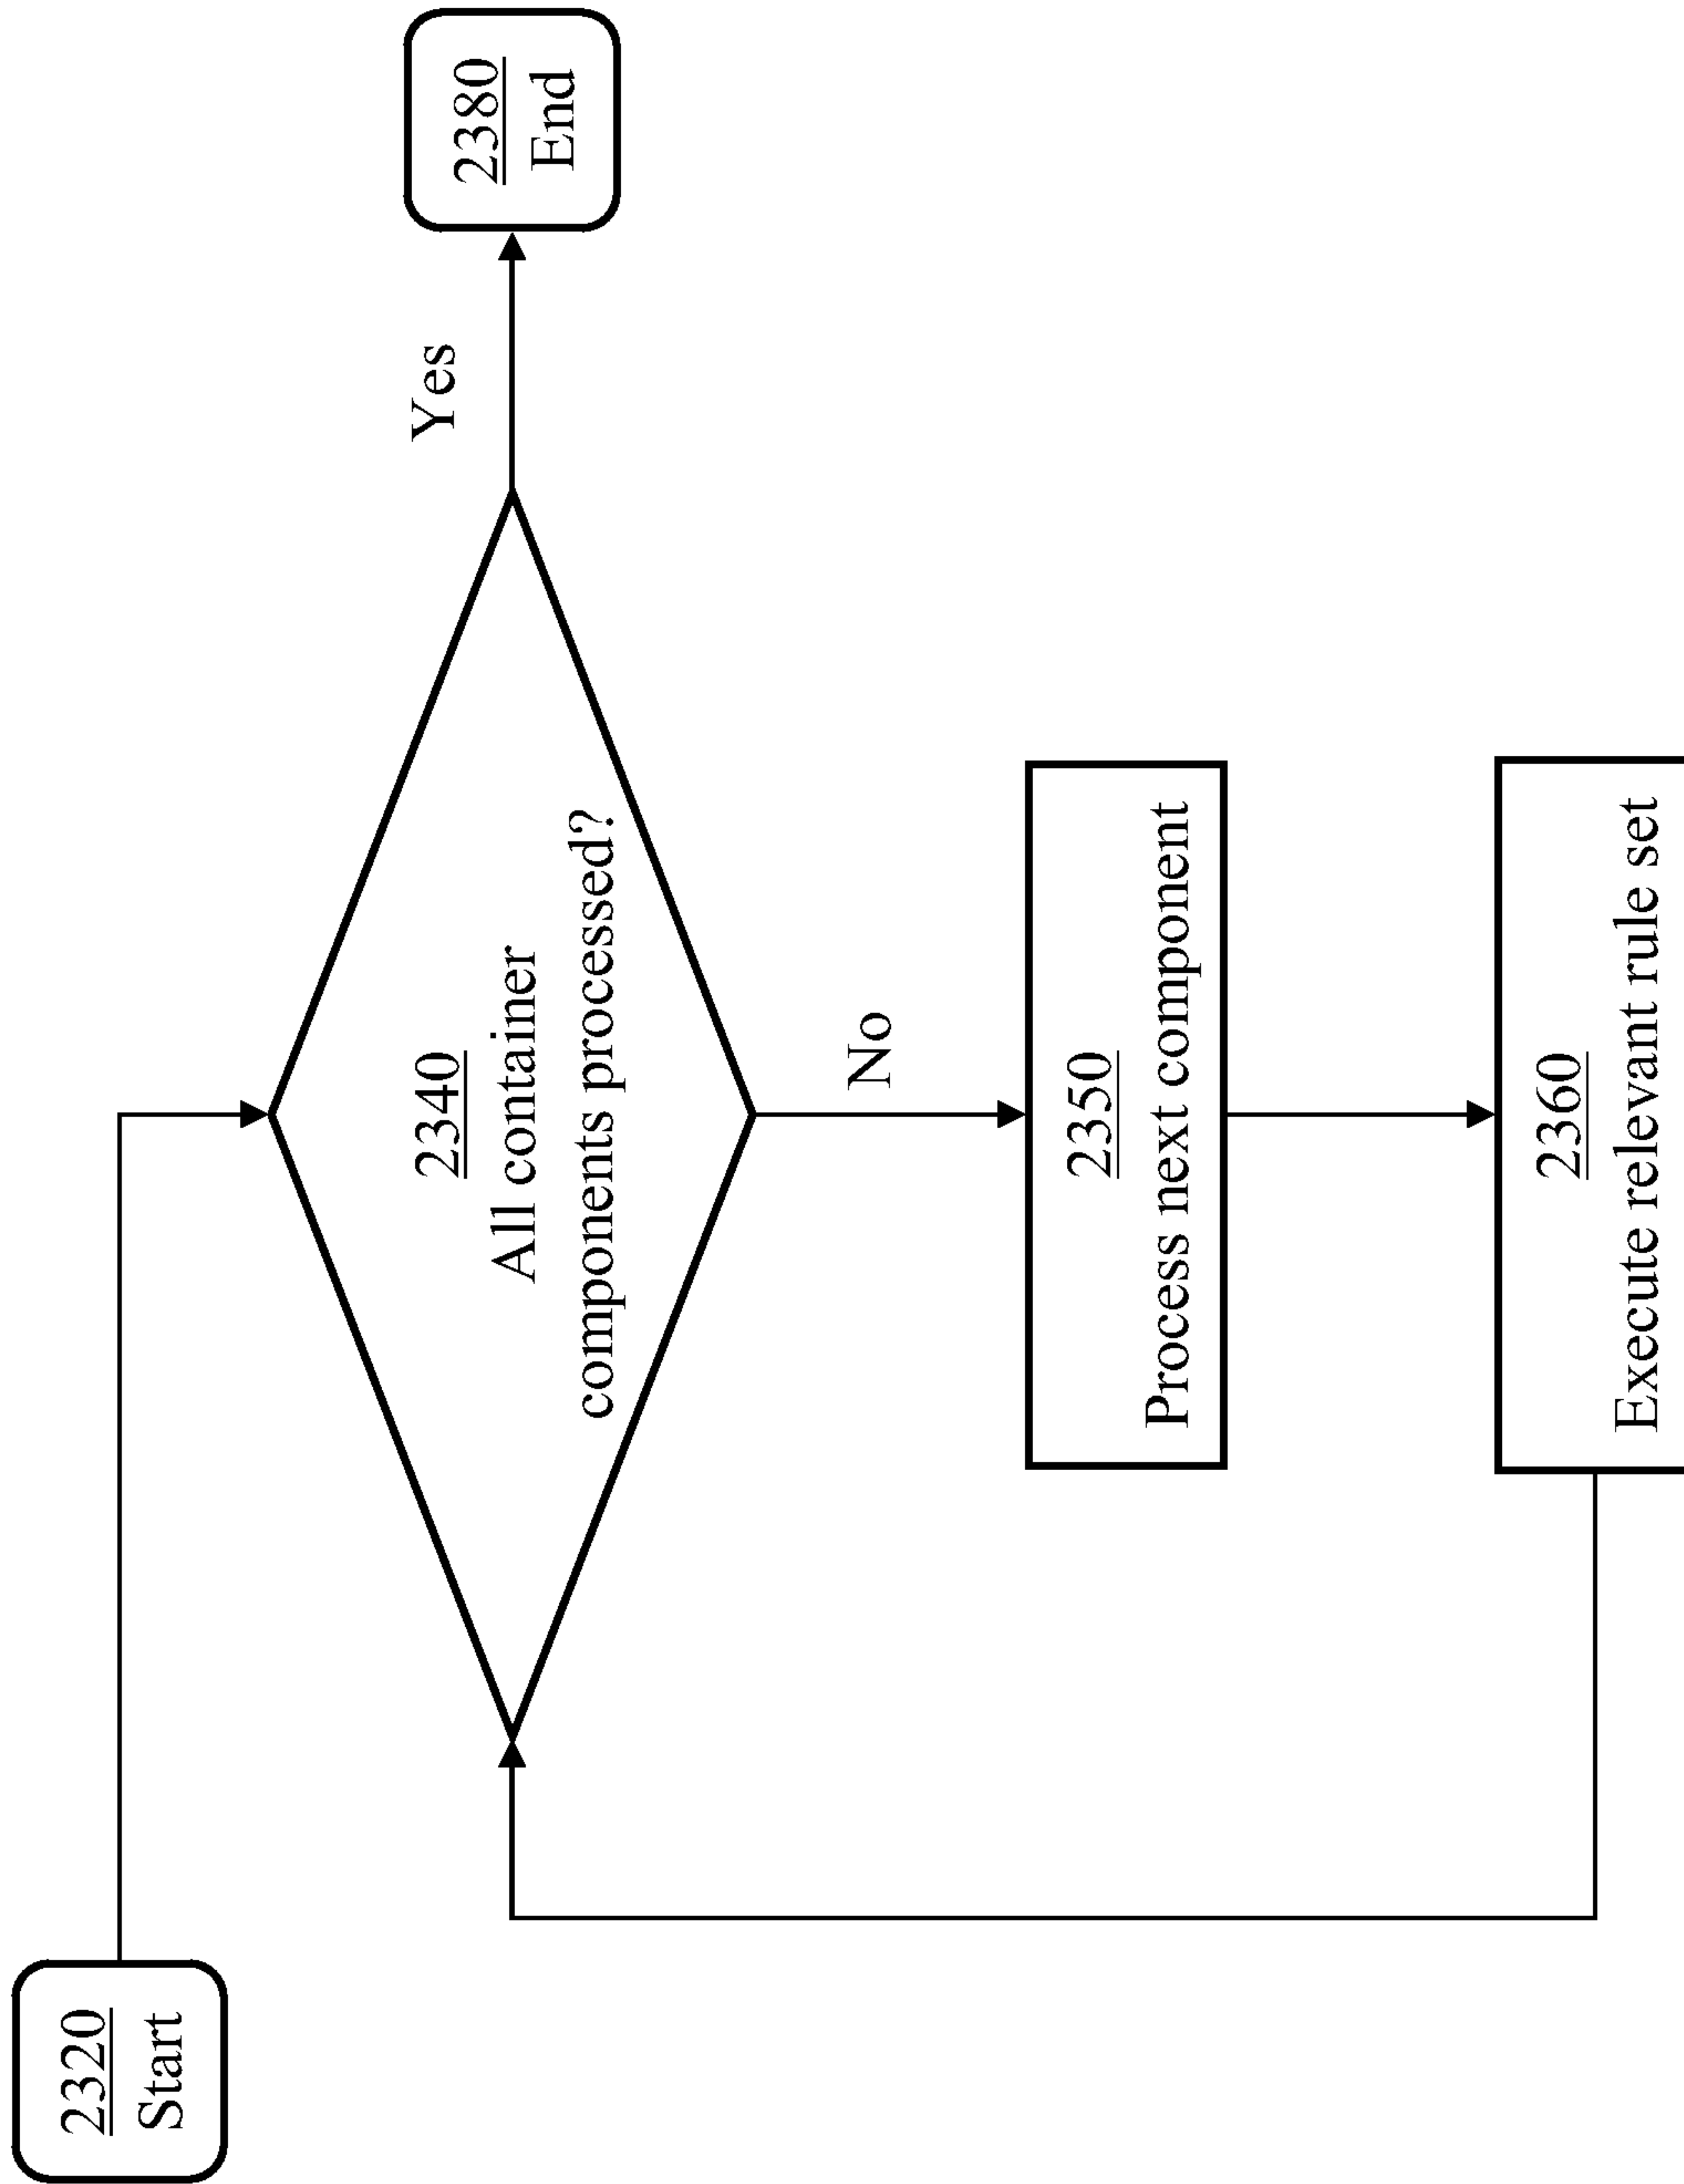 2320
Start
2340
All container
components processed?
Yes
2380
End
No
2350
Process next component
2360
Execute relevant rule set